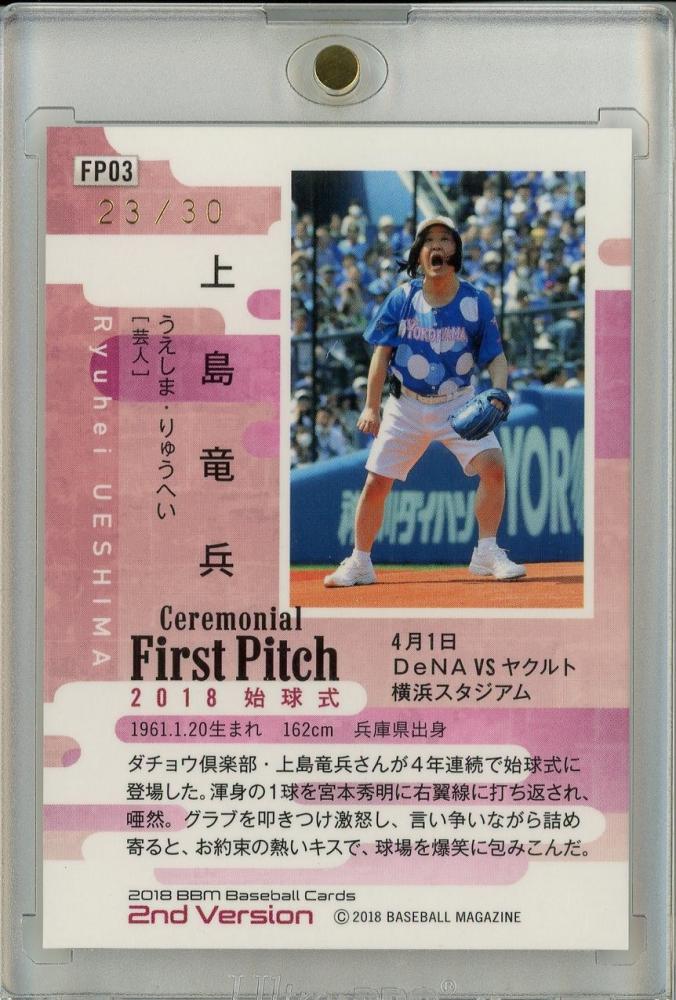 FP03
23/30
上島竜兵
うえしま・りゅうへい
[芸人]
Ryuhei UESHIMA
YOKOHAMA
YOR
Ceremonial
First Pitch
2018 始球式
4月1日
DeNA VS ヤクルト
横浜スタジアム
1961.1.20生まれ 162cm 兵庫県出身
ダチョウ倶楽部・上島竜兵さんが4年連続で始球式に
登場した。渾身の1球を宮本秀明に右翼線に打ち返され、
唖然。グラブを叩きつけ激怒し、言い争いながら詰め
寄ると、お約束の熱いキスで、球場を爆笑に包みこんだ。
2018 BBM Baseball Cards
2nd Version
©2018 BASEBALL MAGAZINE